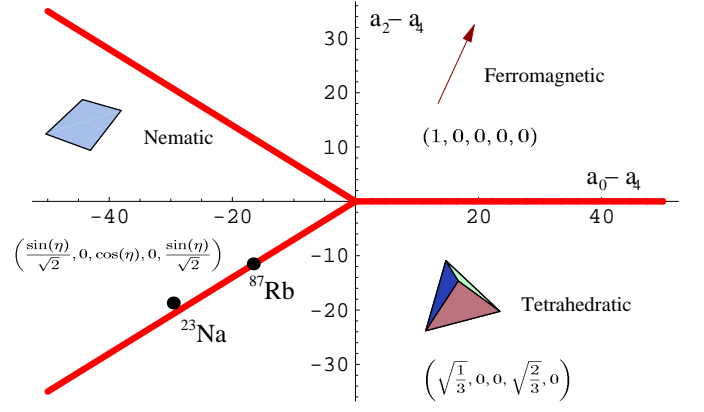 a₂– a₄
30
Ferromagnetic
20
Nematic
(1, 0, 0, 0, 0)
10
a₀– a₄
-40 -20 20 40
(sin(η)/√2, 0, cos(η), 0, sin(η)/√2)
-10
⁸⁷Rb
-20
Tetrahedratic
²³Na
-30
(√(1/3), 0, 0, √(2/3), 0)